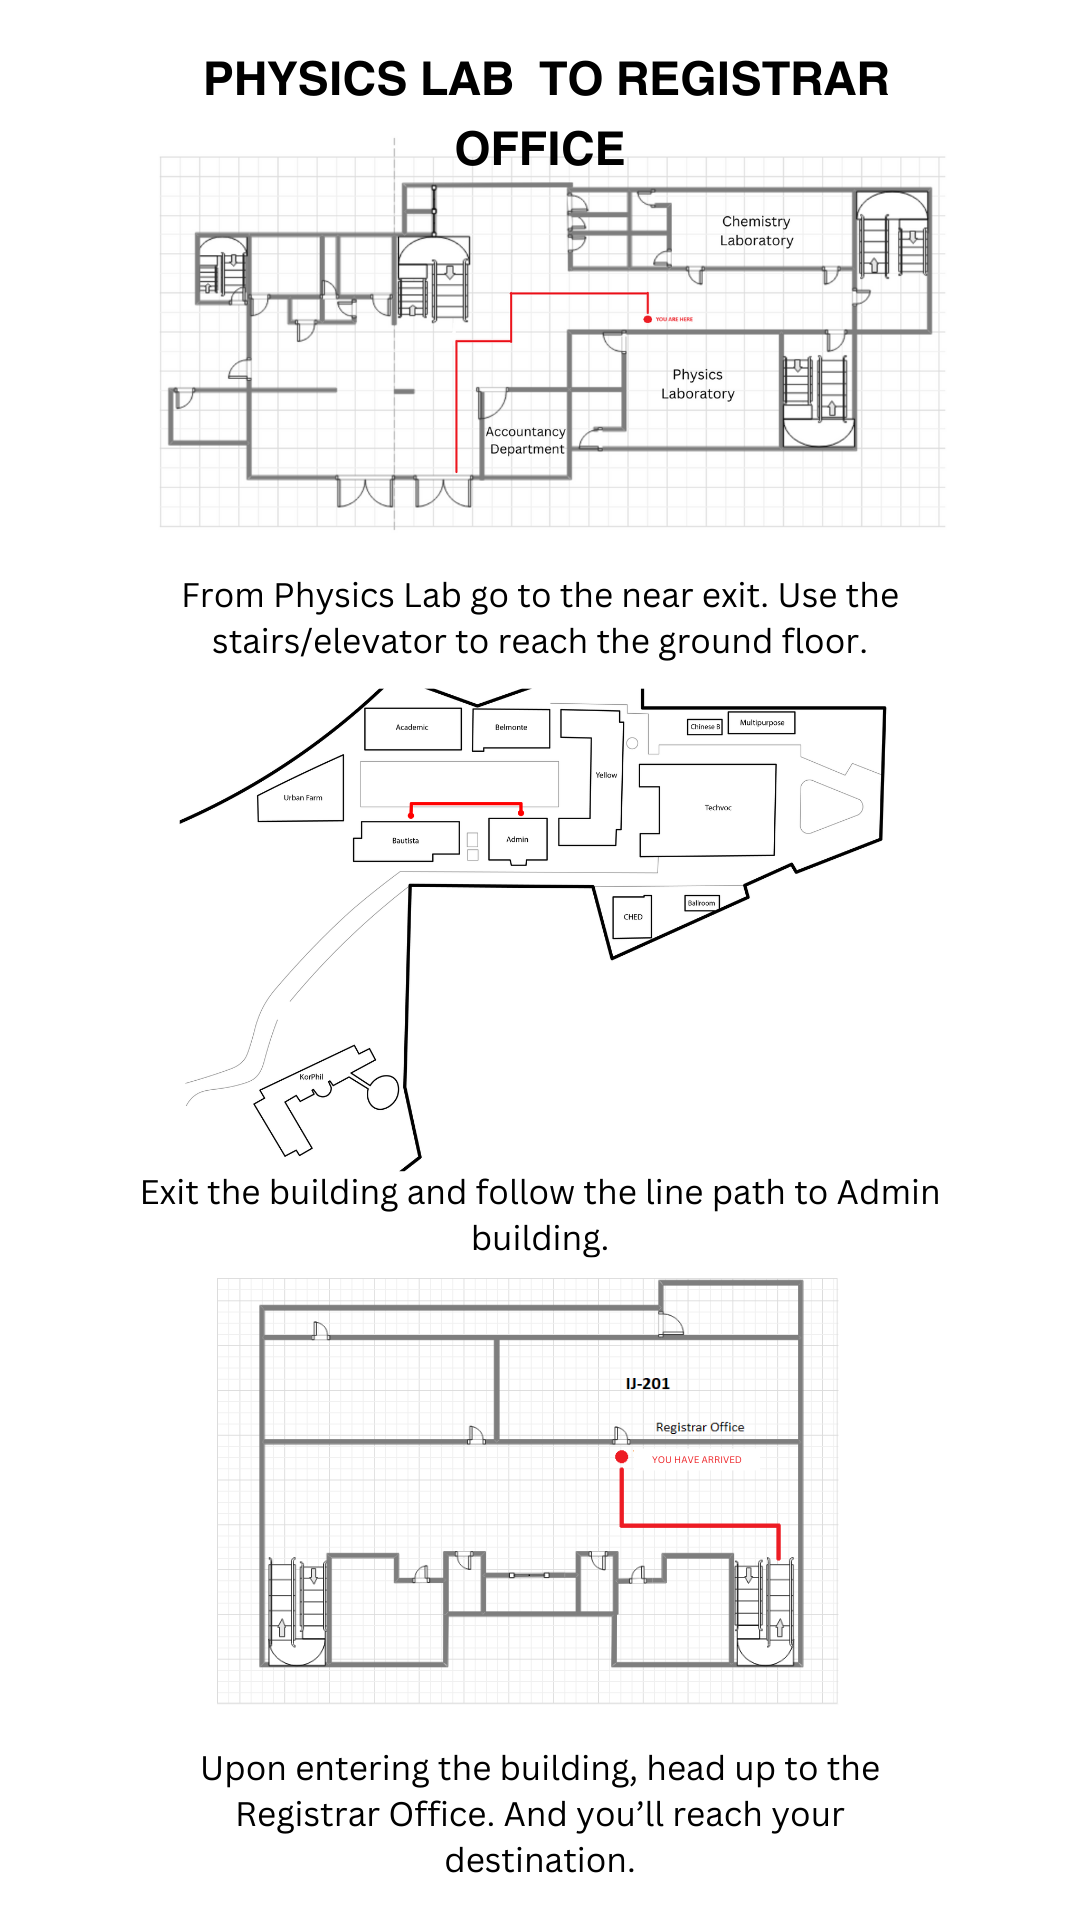 PHYSICS LAB TO REGISTRAR
OFFICE
Chemistry
Laboratory
YOU ARE HERE
Physics
Laboratory
Accountancy
Department
From Physics Lab go to the near exit. Use the
stairs/elevator to reach the ground floor.
Academic
Belmonte
Chinese B
Multipurpose
Yellow
Urban Farm
Techvoc
Bautista
Admin
CHED
Ballroom
KorPhil
Exit the building and follow the line path to Admin
building.
IJ-201
Registrar Office
YOU HAVE ARRIVED
Upon entering the building, head up to the
Registrar Office. And you’ll reach your
destination.